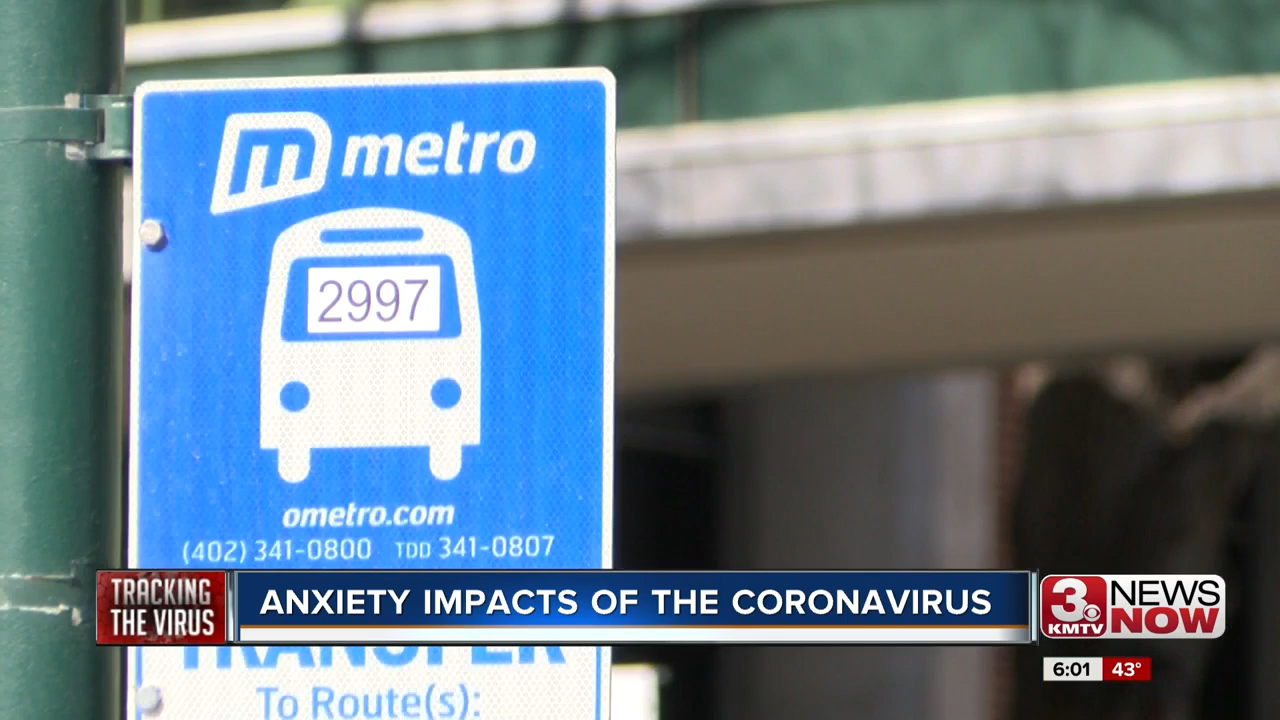 metro
2997
ometro.com
(402) 341-0800 TDD 341-0807
TRACKING
THE VIRUS
ANXIETY IMPACTS OF THE CORONAVIRUS
3
KMTV
NEWS
NOW
TRANSFER
To Route(s):
6:01 43°